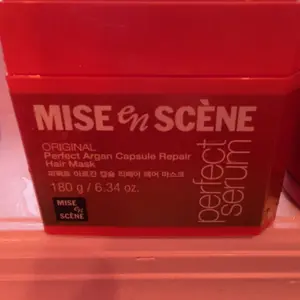 MISE en SCÈNE
ORIGINAL
Perfect Argan Capsule Repair
Hair Mask
퍼펙트 아르간 캡슐 리페어 헤어 마스크
180 g / 6.34 oz.
perfect
serum
MISE
en
SCÈNE